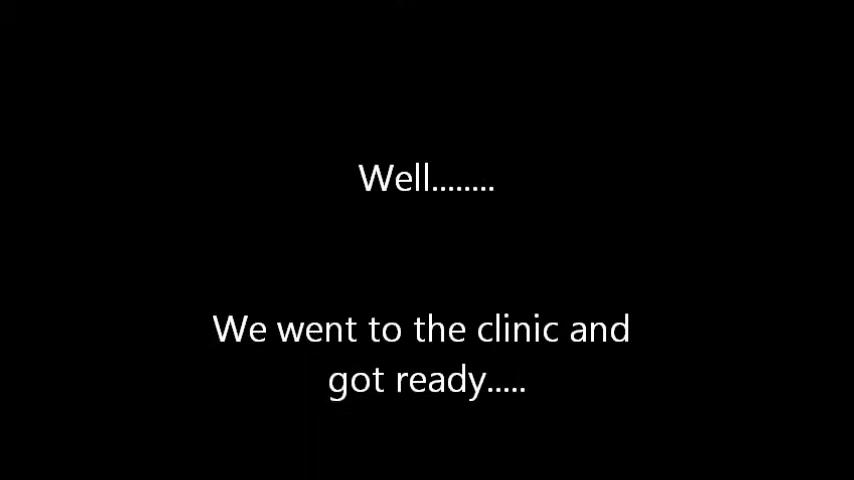 Well........
We went to the clinic and
got ready.....